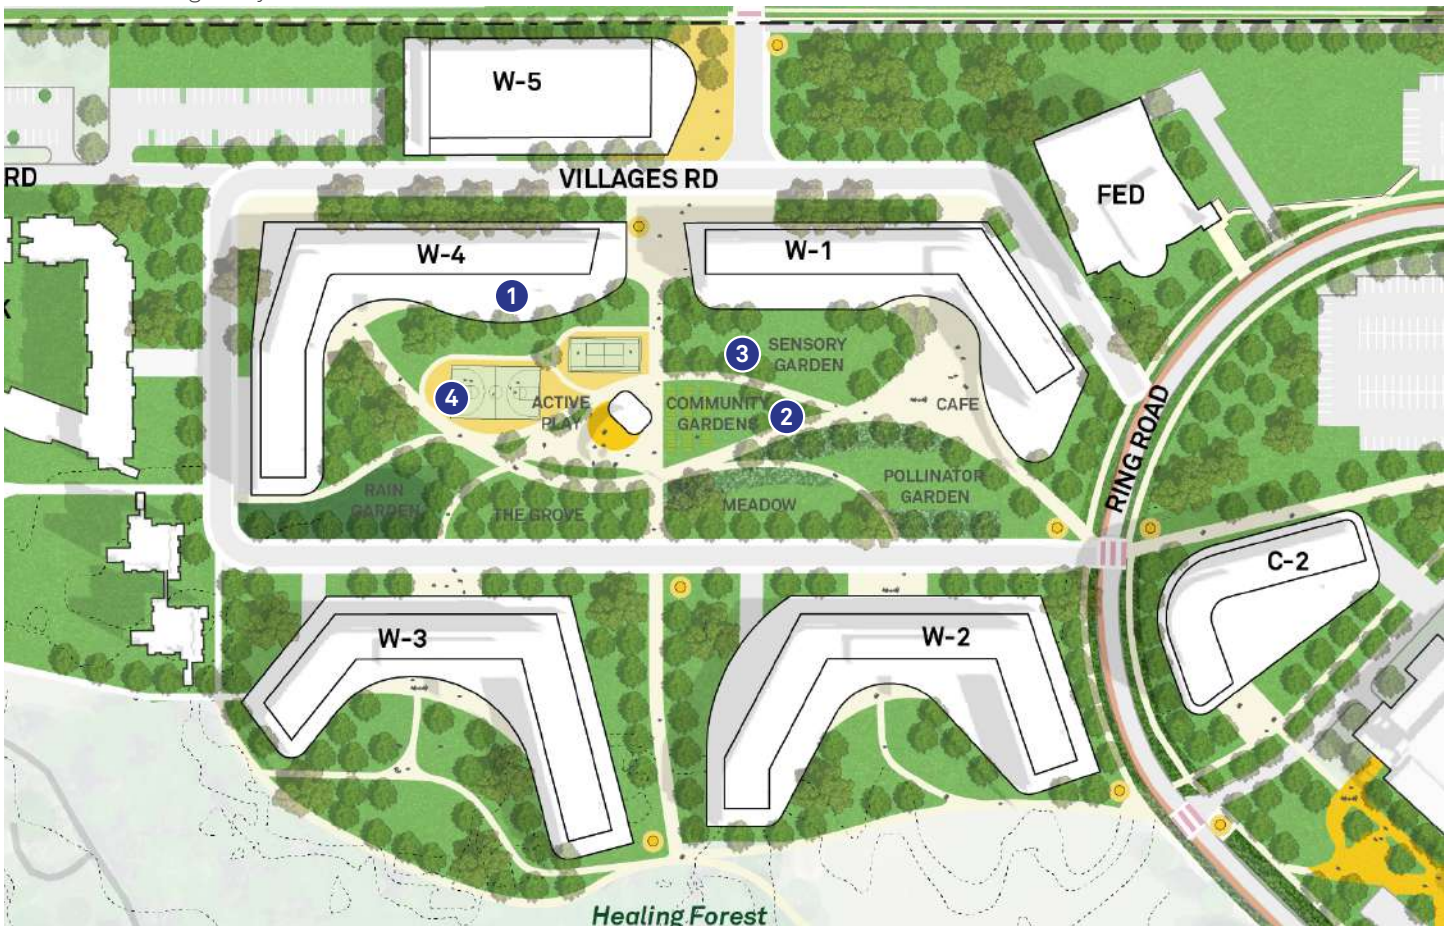 W-5
RD
VILLAGES RD
FED
W-4
W-1
1
3
SENSORY
GARDEN
4
ACTIVE
PLAY
COMMUNITY
GARDENS
2
CAFE
RING ROAD
RAIN
GARDEN
THE GROVE
MEADOW
POLLINATOR
GARDEN
C-2
W-3
W-2
Healing Forest